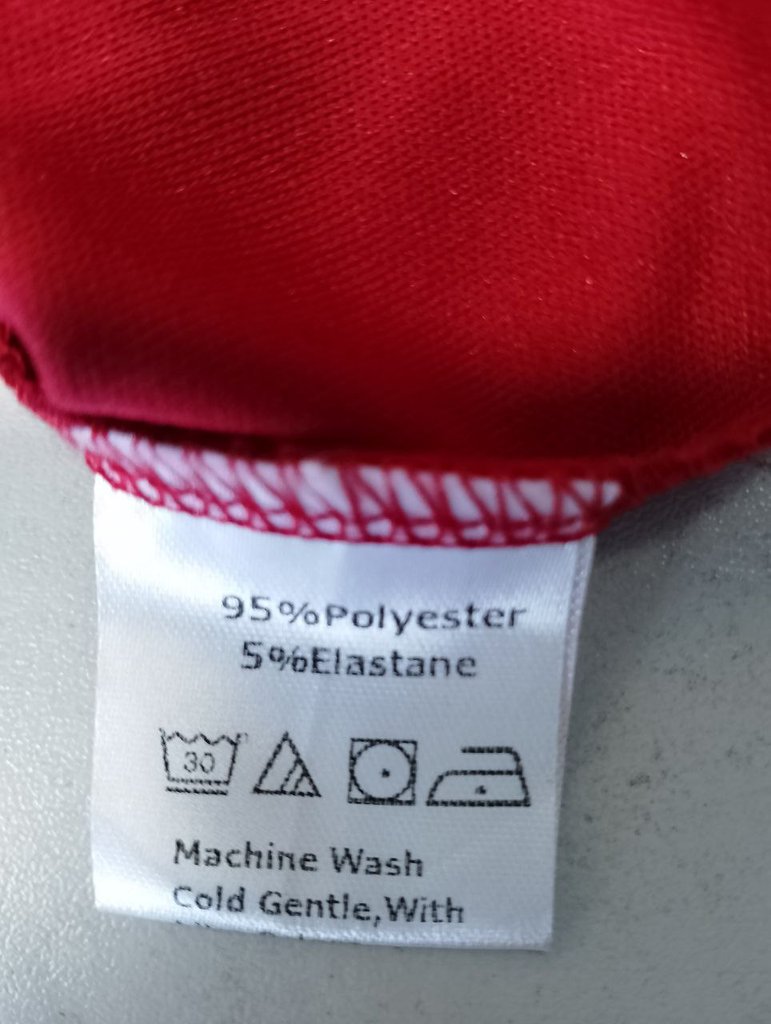 95%Polyester
5%Elastane
30
Machine Wash
Cold Gentle,With